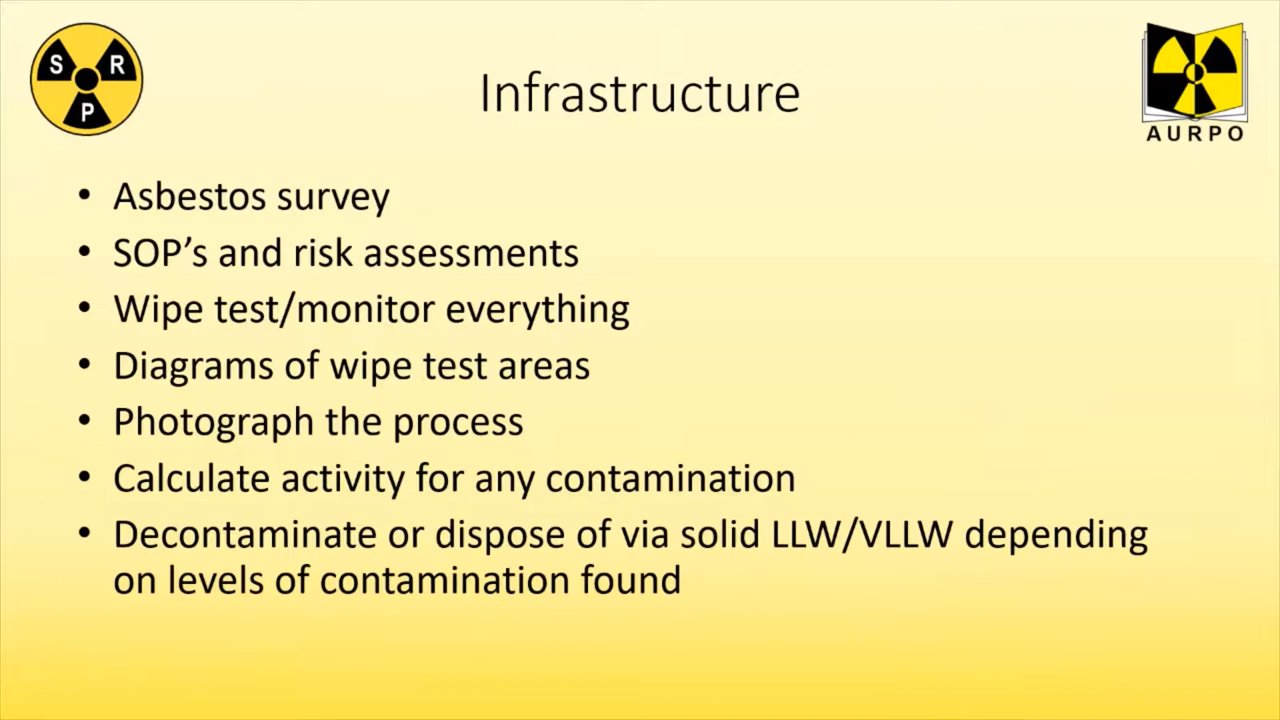 S R
P
Infrastructure
AURPO
• Asbestos survey
• SOP’s and risk assessments
• Wipe test/monitor everything
• Diagrams of wipe test areas
• Photograph the process
• Calculate activity for any contamination
• Decontaminate or dispose of via solid LLW/VLLW depending
on levels of contamination found